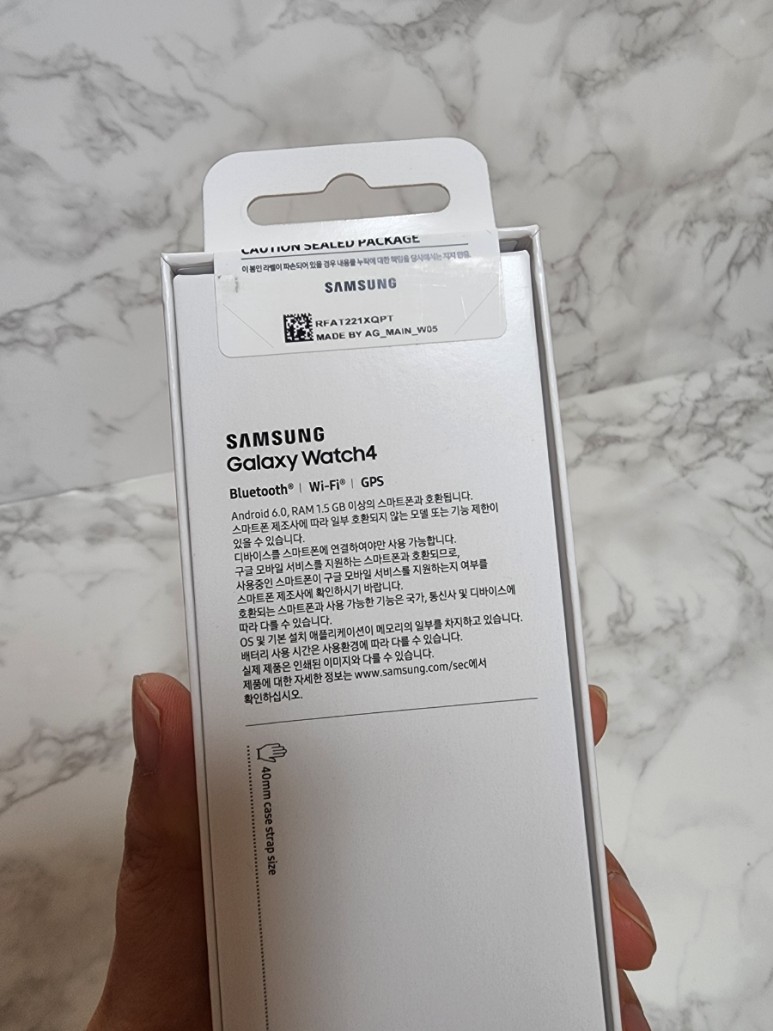 CAUTION SEALED PACKAGE
이 봉인 라벨이 파손되어 있을 경우 내용물 누락에 대한 책임을 당사에서는 지지 않음.
SAMSUNG
RFAT221XQPT
MADE BY AG_MAIN_W05
SAMSUNG
Galaxy Watch4
Bluetooth® | Wi-Fi® | GPS
Android 6.0, RAM 1.5 GB 이상의 스마트폰과 호환됩니다.
스마트폰 제조사에 따라 일부 호환되지 않는 모델 또는 기능 제한이
있을 수 있습니다.
디바이스를 스마트폰에 연결하여야만 사용 가능합니다.
구글 모바일 서비스를 지원하는 스마트폰과 호환되므로,
사용중인 스마트폰이 구글 모바일 서비스를 지원하는지 여부를
스마트폰 제조사에 확인하시기 바랍니다.
호환되는 스마트폰과 사용 가능한 기능은 국가, 통신사 및 디바이스에
따라 다를 수 있습니다.
OS 및 기본 설치 애플리케이션이 메모리의 일부를 차지하고 있습니다.
배터리 사용 시간은 사용환경에 따라 다를 수 있습니다.
실제 제품은 인쇄된 이미지와 다를 수 있습니다.
제품에 대한 자세한 정보는 www.samsung.com/sec에서
확인하십시오.
40mm case strap size